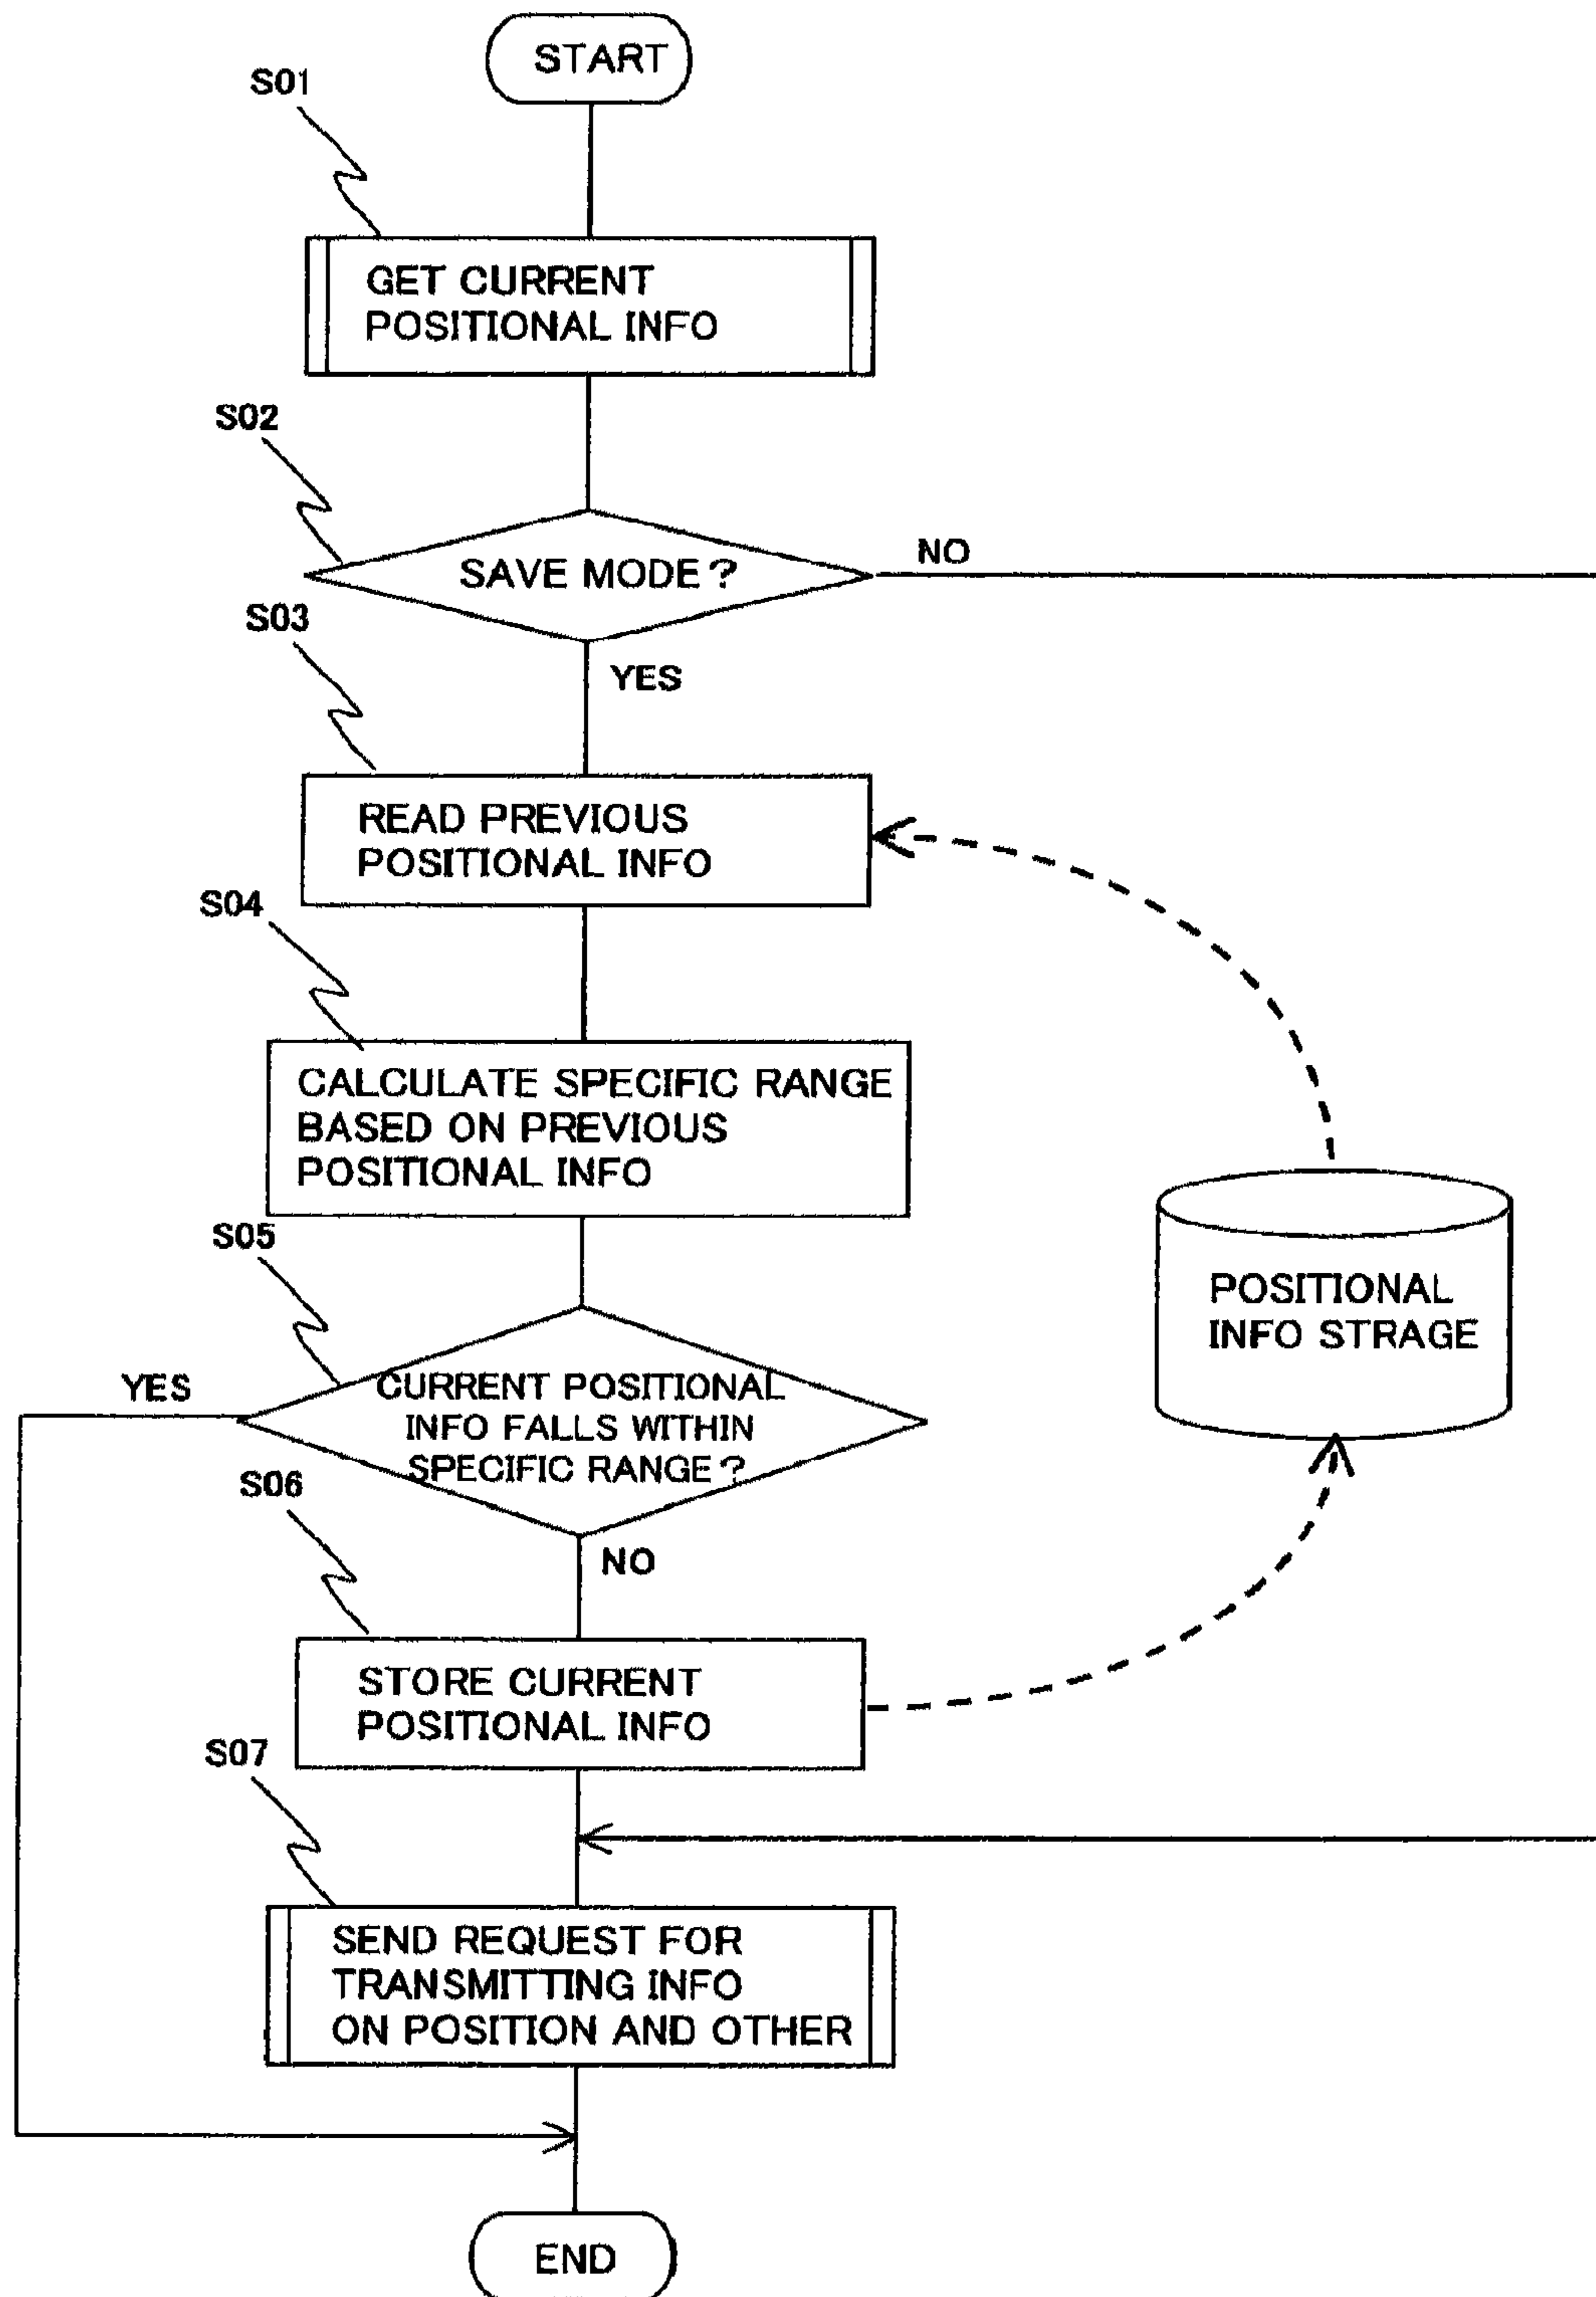 START
S01
GET CURRENT
POSITIONAL INFO
S02
SAVE MODE?
NO
S03
YES
READ PREVIOUS
POSITIONAL INFO
S04
CALCULATE SPECIFIC RANGE
BASED ON PREVIOUS
POSITIONAL INFO
S05
POSITIONAL
INFO STRAGE
YES
CURRENT POSITIONAL
INFO FALLS WITHIN
SPECIFIC RANGE?
S06
NO
STORE CURRENT
POSITIONAL INFO
S07
SEND REQUEST FOR
TRANSMITTING INFO
ON POSITION AND OTHER
END